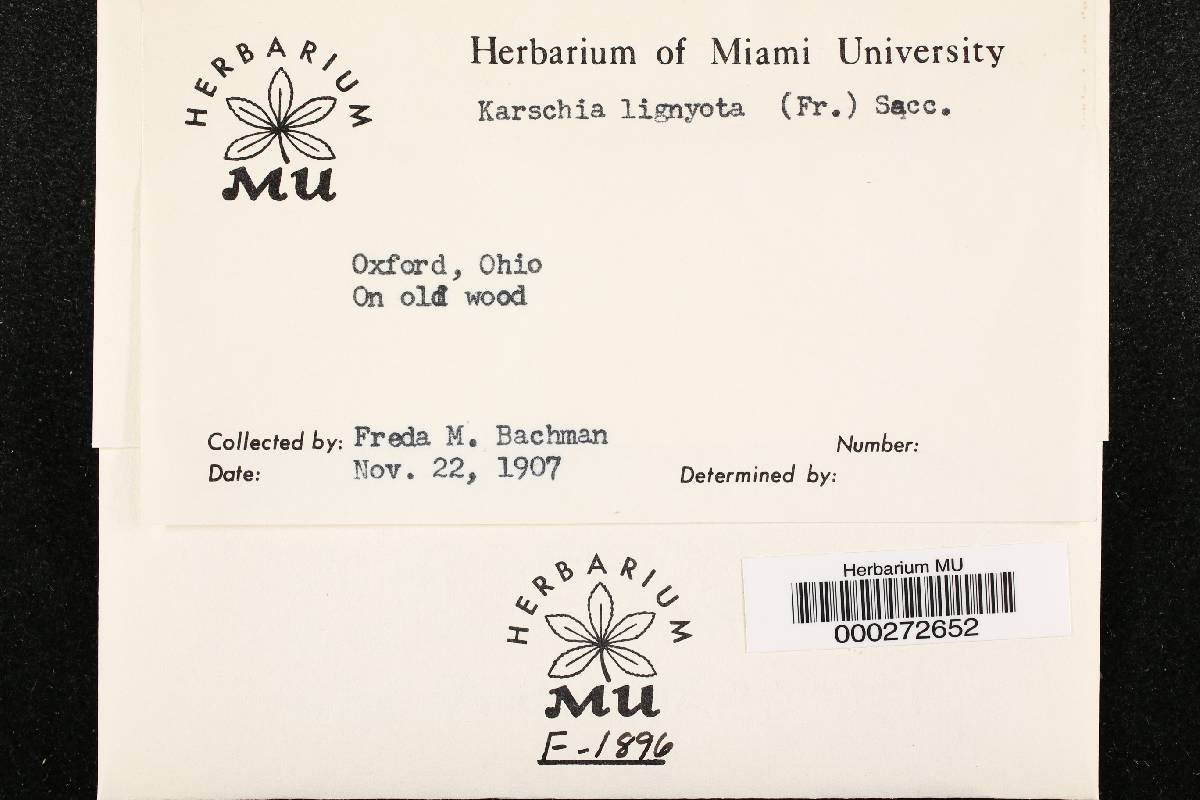 HERBARIUM
MU
Herbarium of Miami University
Karschia lignyota (Fr.) Sacc.
Oxford, Ohio
On old wood
Collected by: Freda M. Bachman
Number:
Date: Nov. 22, 1907
Determined by:
HERBARIUM
MU
F-1896
Herbarium MU
000272652